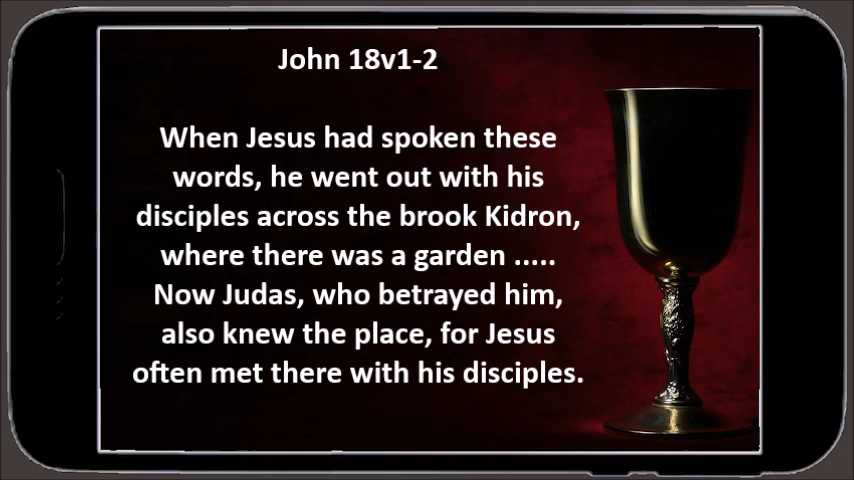 John 18v1-2
When Jesus had spoken these
words, he went out with his
disciples across the brook Kidron,
where there was a garden .....
Now Judas, who betrayed him,
also knew the place, for Jesus
often met there with his disciples.